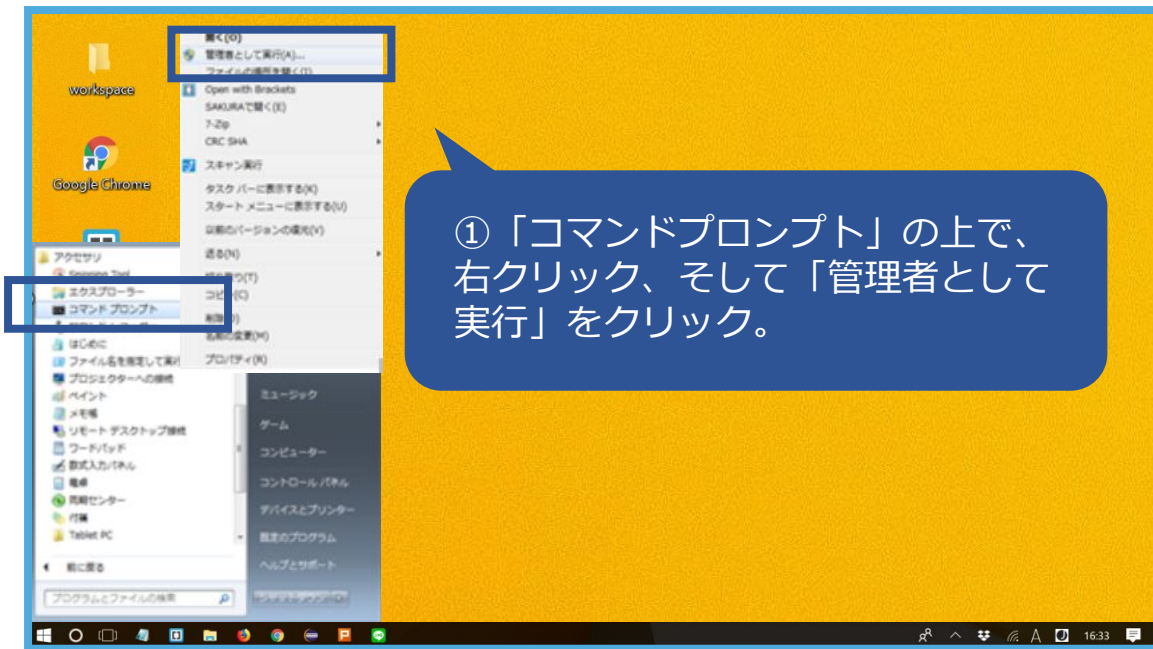 workspace
Google Chrome
開く(O)
管理者として実行(A)...
ファイルの場所を開く(I)
Open with Brackets
SAKURAで開く(E)
7-Zip
CRC SHA
スキャン実行
タスク バーに表示する(K)
スタート メニューに表示する(U)
以前のバージョンの復元(V)
送る(N)
切り取り(T)
コピー(C)
削除(D)
名前の変更(M)
プロパティ(R)
①「コマンドプロンプト」の上で、
右クリック、そして「管理者として
実行」をクリック。
アクセサリ
Snipping Tool
エクスプローラー
コマンド プロンプト
はじめに
ファイル名を指定して実行
プロジェクターへの接続
ペイント
メモ帳
リモート デスクトップ接続
ワードパッド
数式入力パネル
電卓
同期センター
付箋
Tablet PC
前に戻る
プログラムとファイルの検索
ミュージック
ゲーム
コンピューター
コントロール パネル
デバイスとプリンター
既定のプログラム
ヘルプとサポート
A
16:33